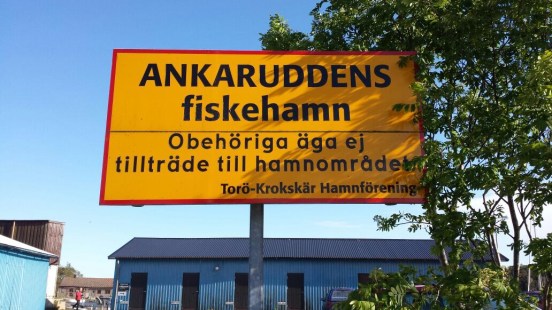 ANKARUDDENS
fiskehamn
Obehöriga äga ej
tillträde till hamnområdet.
Torö-Krokskär Hamnförening